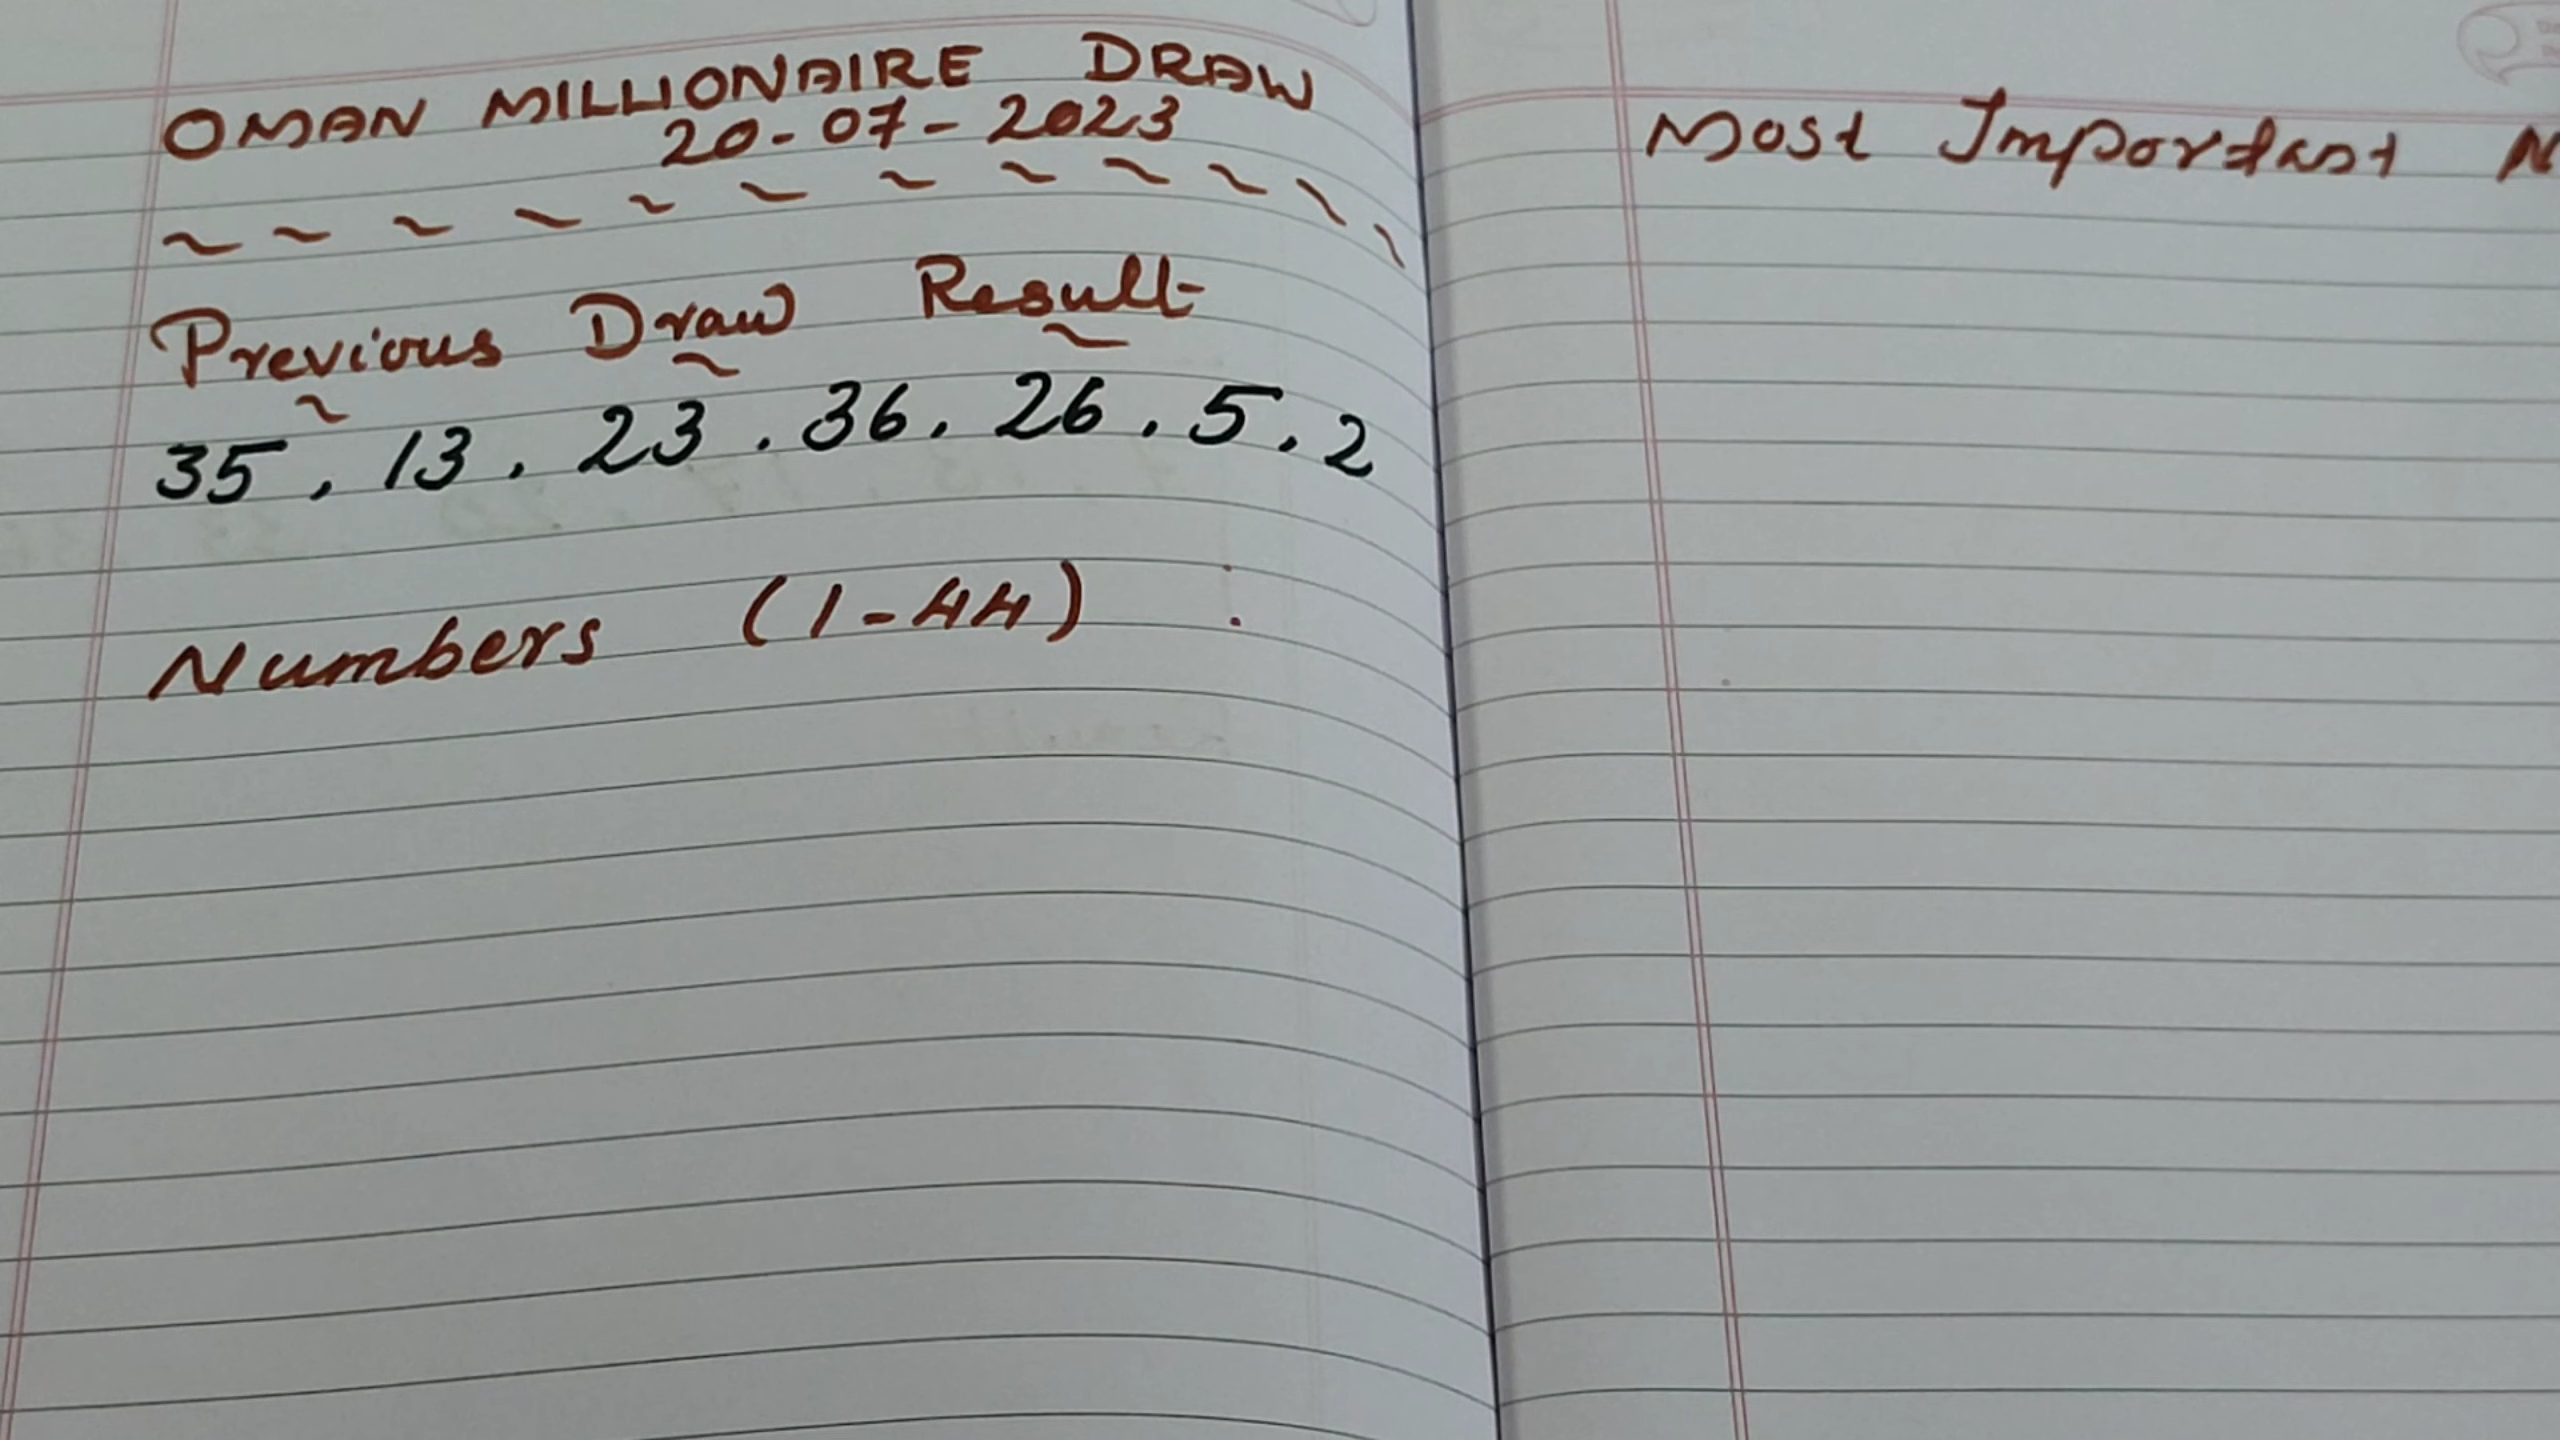 OMAN MILLIONAIRE DRAW
20-07-2023
Previous Draw Result
35, 13, 23, 36, 26, 5, 2
Numbers (1-44) :
Most Important N